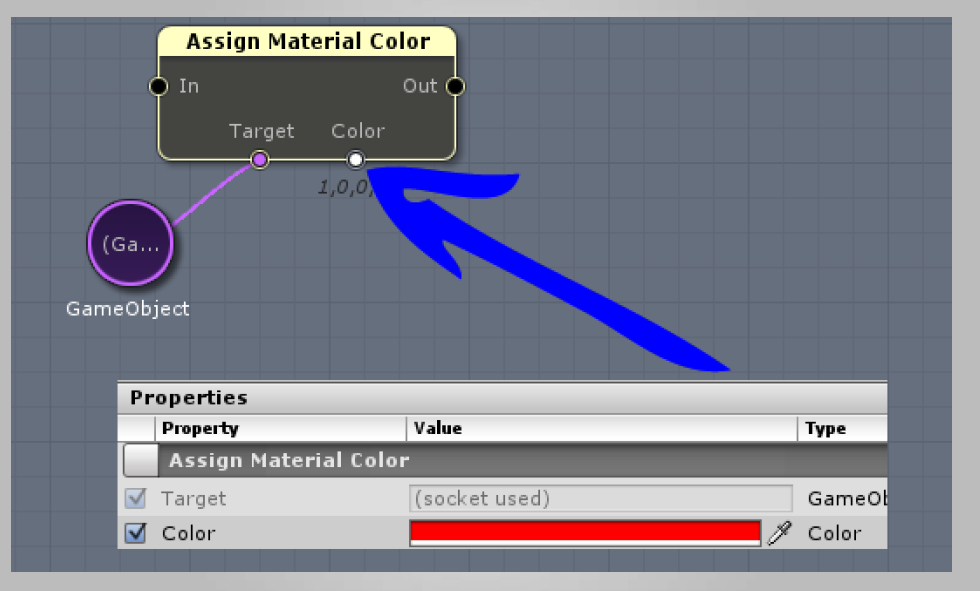 Assign Material Color
In Out
Target Color
1,0,0,
(Ga...
GameObject
Properties
Property Value Type
Assign Material Color
Target (socket used) GameOb
Color Color